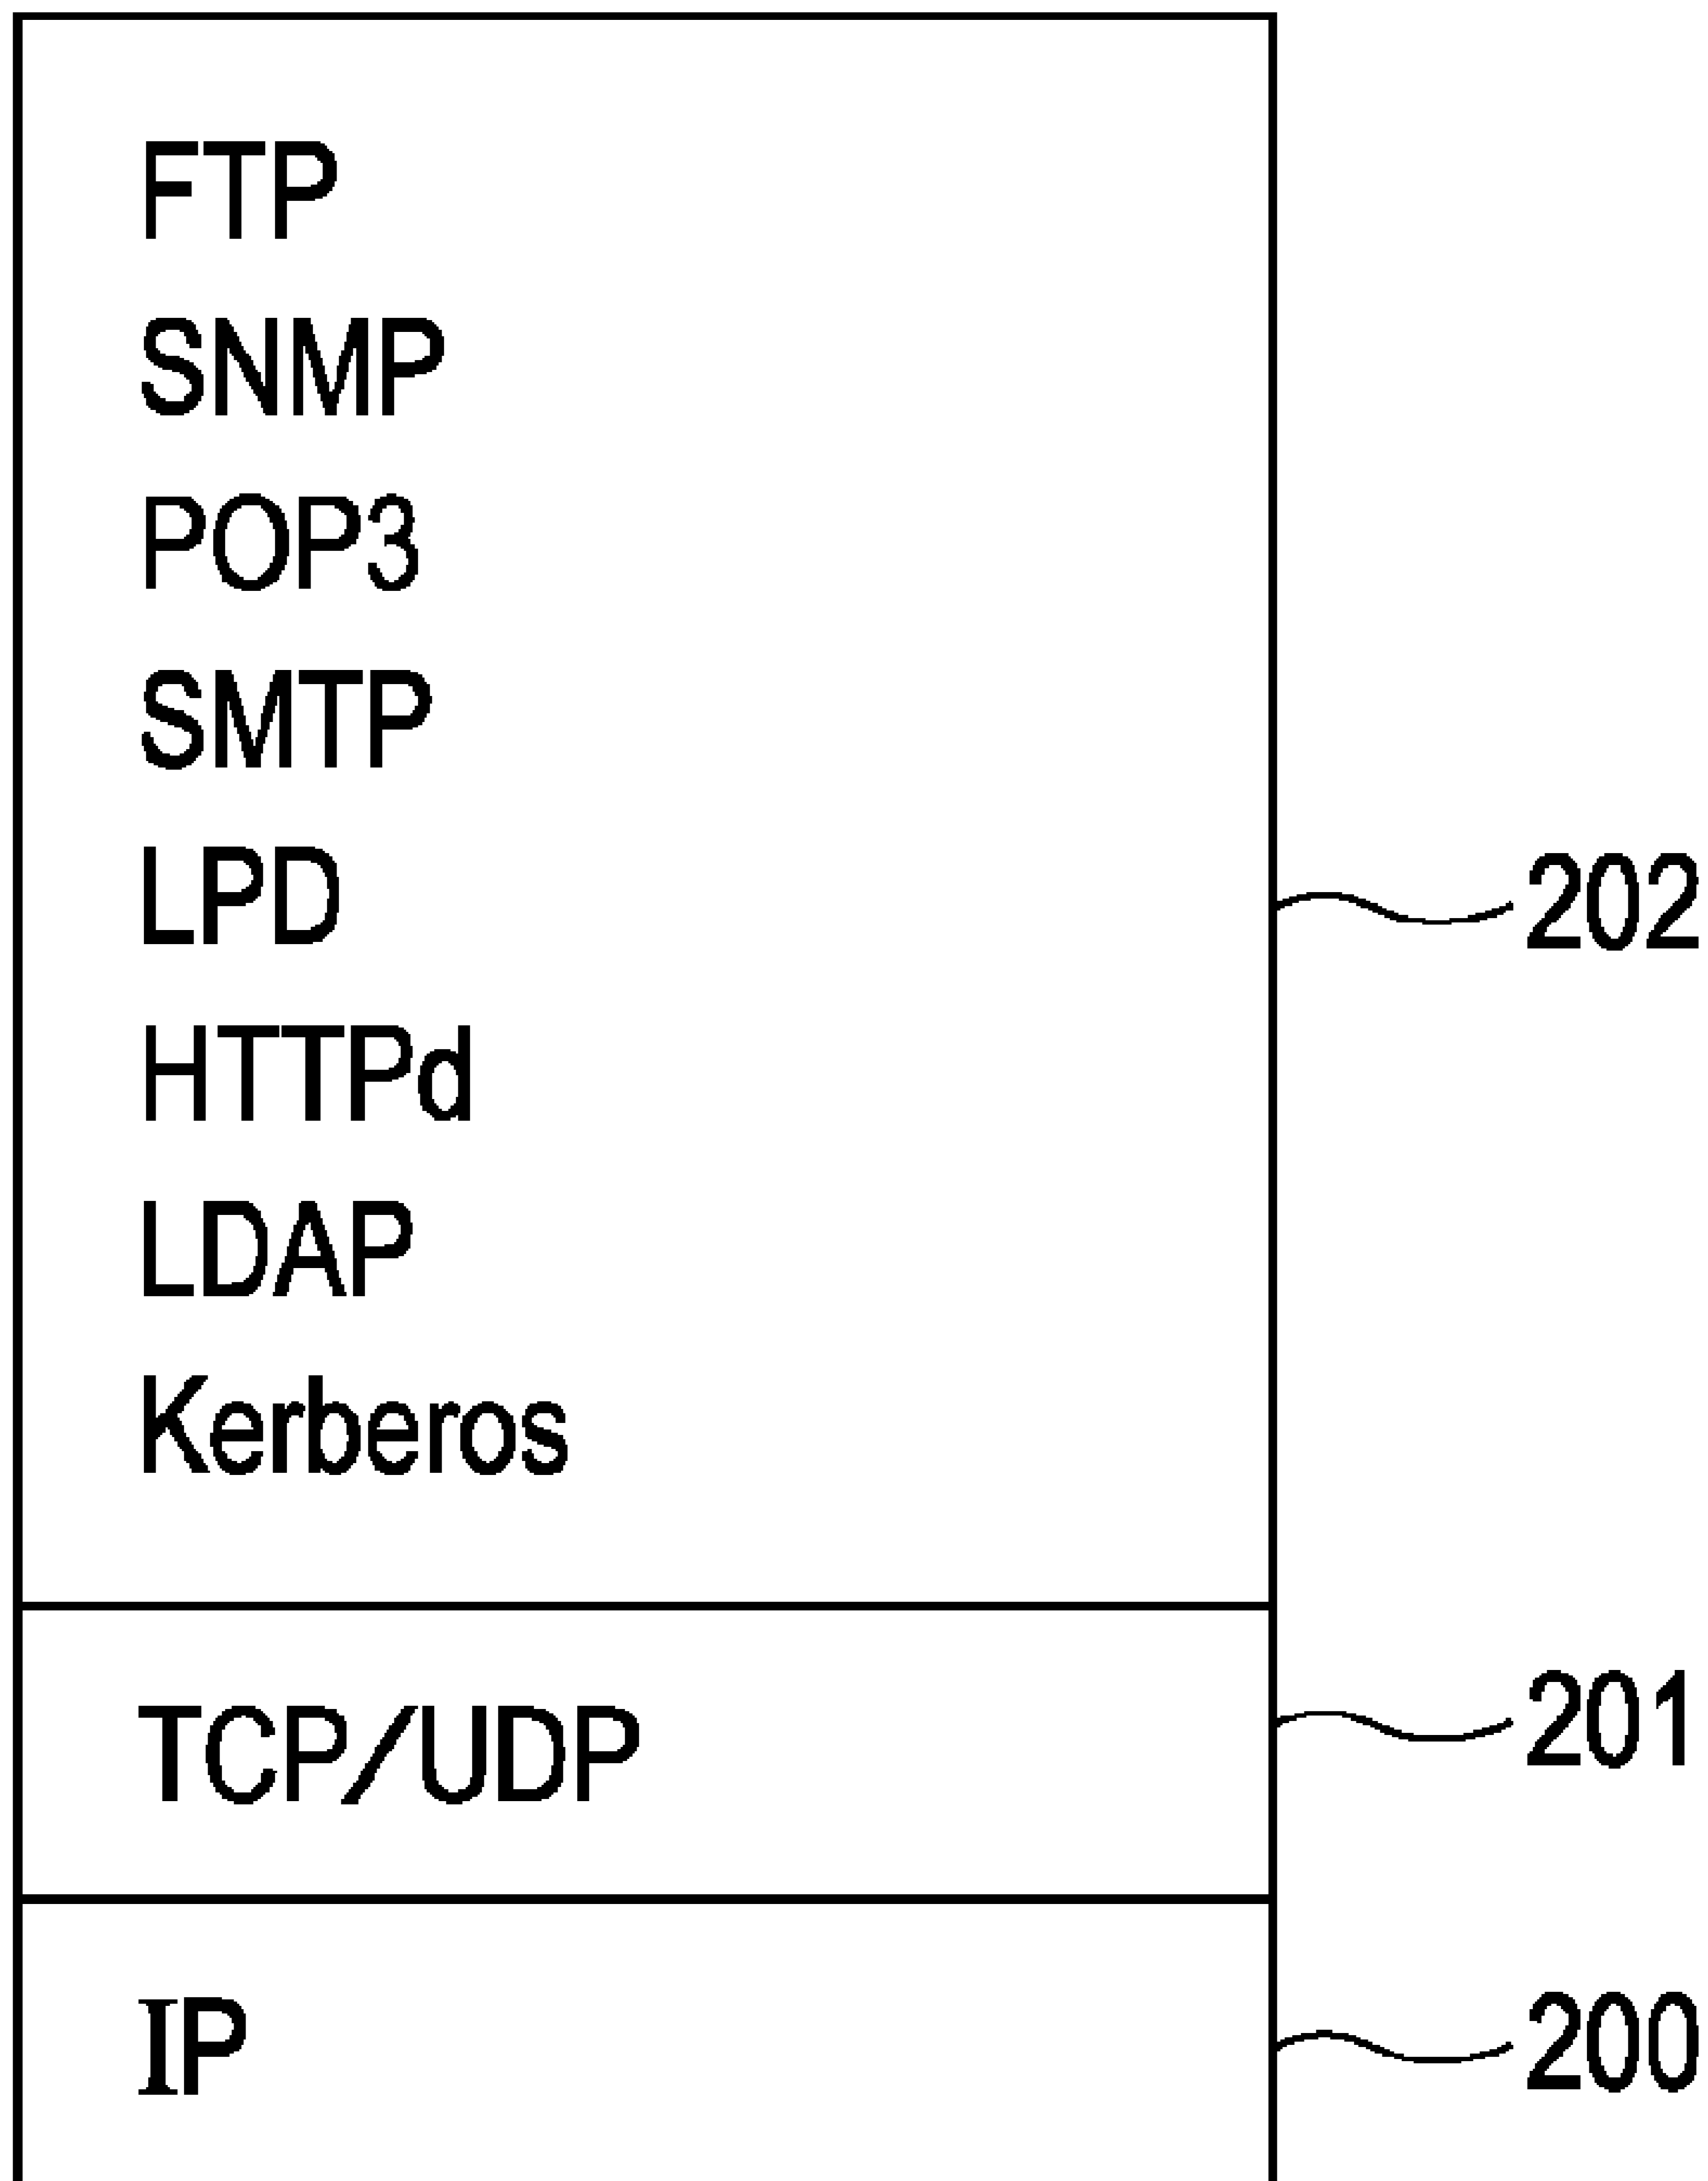 FTP
SNMP
POP3
SMTP
LPD
202
HTTPd
LDAP
Kerberos
TCP/UDP
201
IP
200